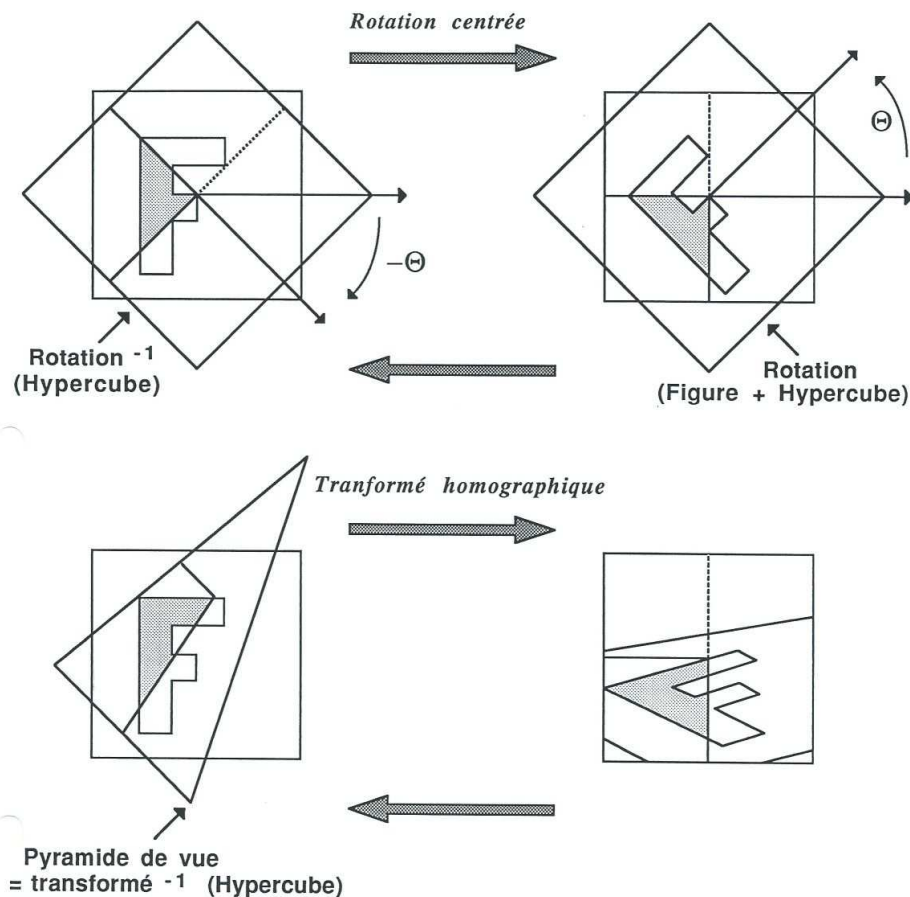 Rotation centrée
Θ
−Θ
Rotation -1
(Hypercube)
Rotation
(Figure + Hypercube)
Tranformé homographique
Pyramide de vue
= transformé -1 (Hypercube)